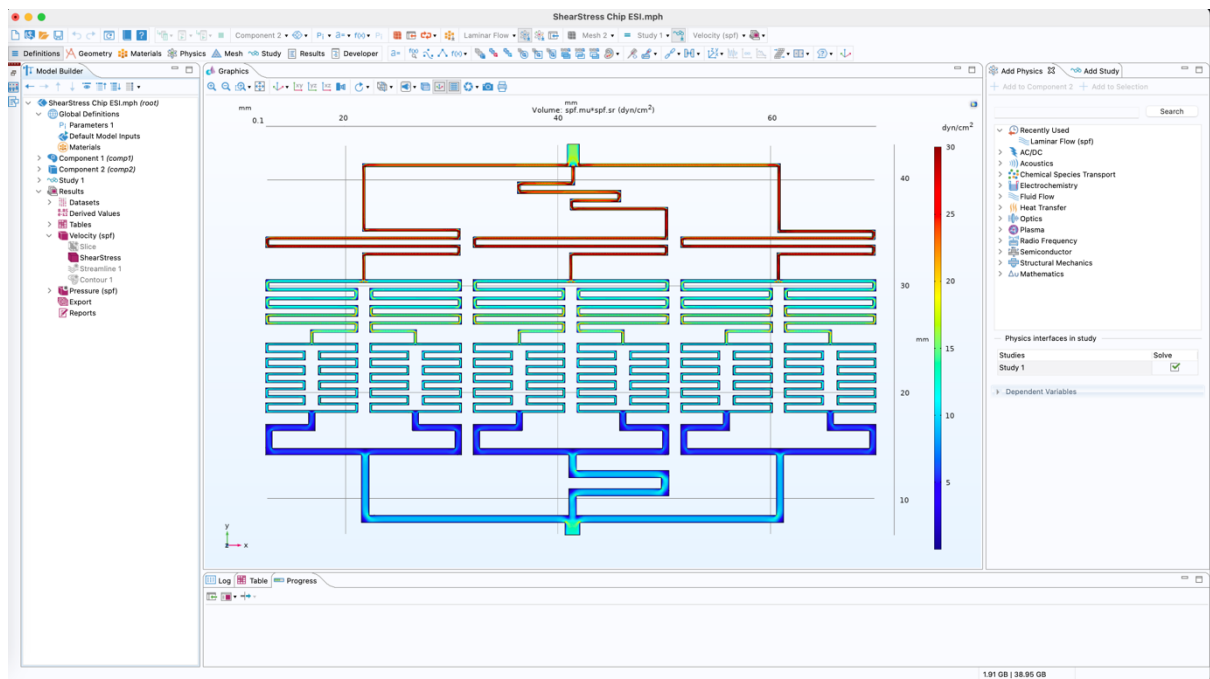 ShearStress Chip ESI.mph
Component 2 Pi a= f(x) Pi Laminar Flow Mesh 2 = Study 1 Velocity (spf)
Definitions Geometry Materials Physics Mesh Study Results Developer
Model Builder
ShearStress Chip ESI.mph (root)
Global Definitions
Pi Parameters 1
Default Model Inputs
Materials
Component 1 (comp1)
Component 2 (comp2)
Study 1
Results
Datasets
Derived Values
Tables
Velocity (spf)
Slice
ShearStress
Streamline 1
Contour 1
Pressure (spf)
Export
Reports
Graphics
mm
mm
Volume: spf.mu*spf.sr (dyn/cm²)
0.1
20
40
60
dyn/cm²
40
30
mm
20
10
30
25
20
15
10
5
y
z
x
Log Table Progress
Add Physics Add Study
Add to Component 2 Add to Selection
Search
Recently Used
Laminar Flow (spf)
AC/DC
Acoustics
Chemical Species Transport
Electrochemistry
Fluid Flow
Heat Transfer
Optics
Plasma
Radio Frequency
Semiconductor
Structural Mechanics
Δu Mathematics
Physics interfaces in study
Studies Solve
Study 1
Dependent Variables
1.91 GB | 38.95 GB